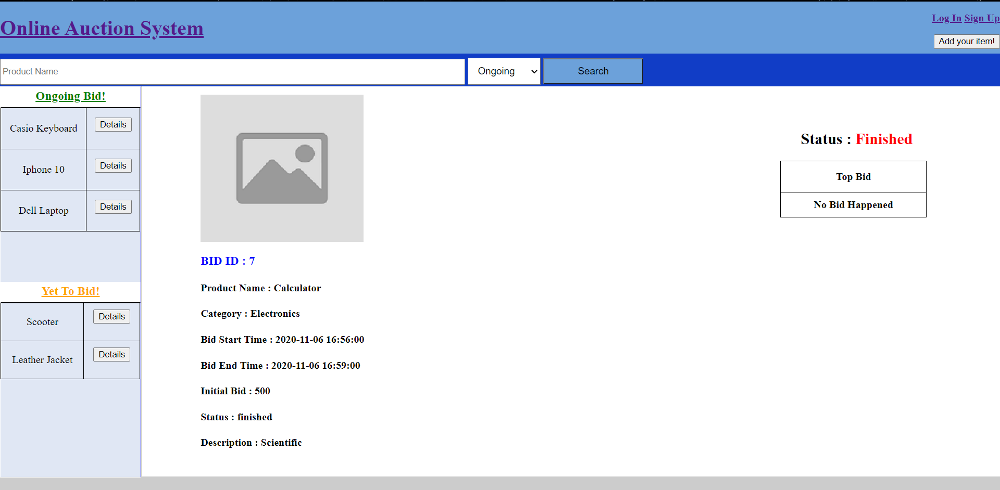 Online Auction System
Log In Sign Up
Add your item!
Product Name
Ongoing
Search
Ongoing Bid!
Casio Keyboard
Details
Iphone 10
Details
Dell Laptop
Details
Yet To Bid!
Scooter
Details
Leather Jacket
Details
BID ID : 7
Product Name : Calculator
Category : Electronics
Bid Start Time : 2020-11-06 16:56:00
Bid End Time : 2020-11-06 16:59:00
Initial Bid : 500
Status : finished
Description : Scientific
Status : Finished
Top Bid
No Bid Happened